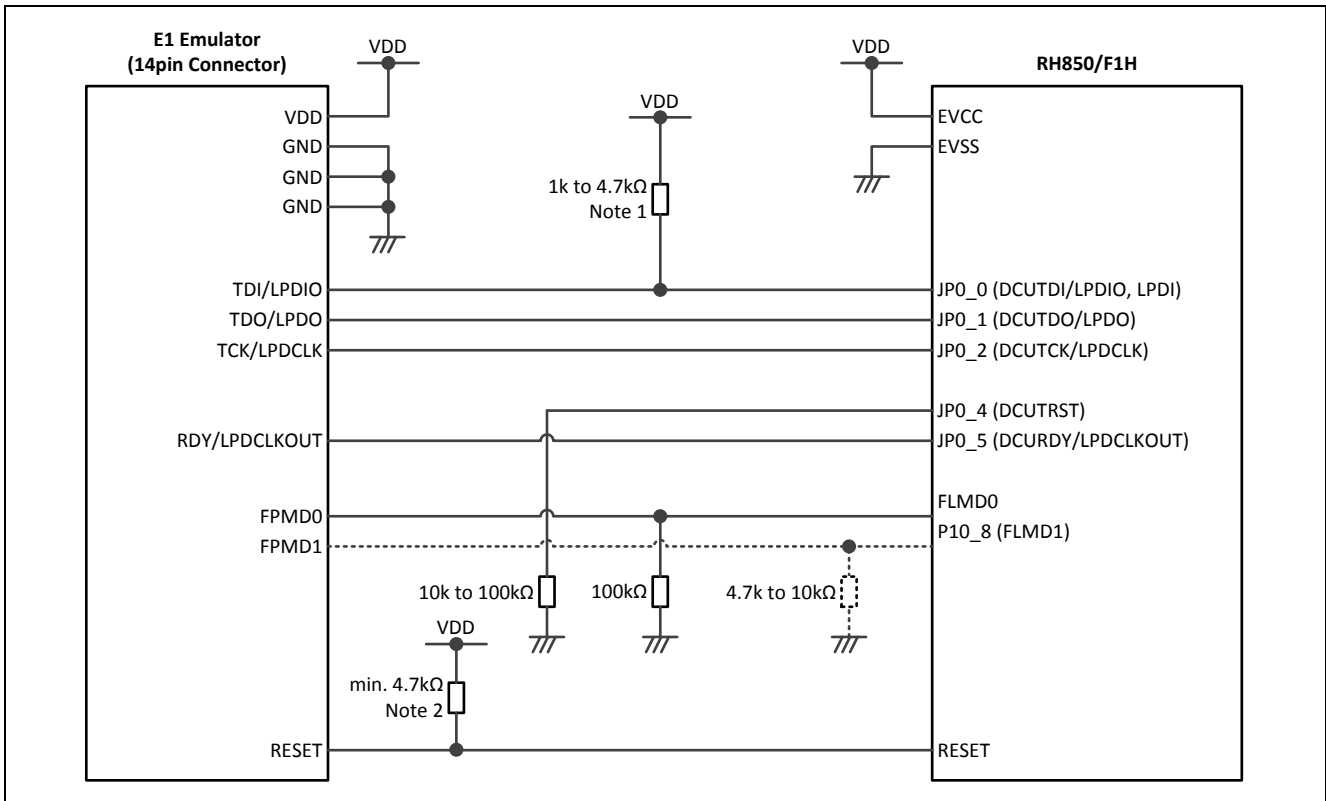 E1 Emulator
(14pin Connector)
VDD
VDD
RH850/F1H
VDD
VDD
EVCC
GND
EVSS
GND
GND
1k to 4.7kΩ
Note 1
TDI/LPDIO
JP0_0 (DCUTDI/LPDIO, LPDI)
TDO/LPDO
JP0_1 (DCUTDO/LPDO)
TCK/LPDCLK
JP0_2 (DCUTCK/LPDCLK)
JP0_4 (DCUTRST)
RDY/LPDCLKOUT
JP0_5 (DCURDY/LPDCLKOUT)
FPMD0
FLMD0
FPMD1
P10_8 (FLMD1)
10k to 100kΩ
100kΩ
4.7k to 10kΩ
VDD
min. 4.7kΩ
Note 2
RESET
RESET